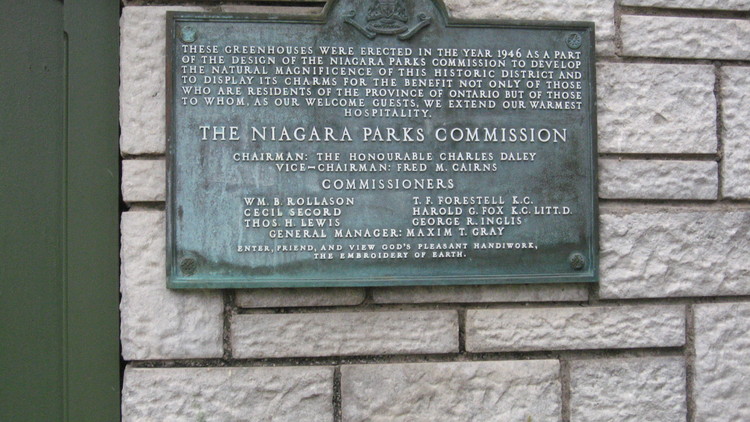 THESE GREENHOUSES WERE ERECTED IN THE YEAR 1946 AS A PART
OF THE DESIGN OF THE NIAGARA PARKS COMMISSION TO DEVELOP
THE NATURAL MAGNIFICENCE OF THIS HISTORIC DISTRICT AND
TO DISPLAY ITS CHARMS FOR THE BENEFIT NOT ONLY OF THOSE
WHO ARE RESIDENTS OF THE PROVINCE OF ONTARIO BUT OF THOSE
TO WHOM, AS OUR WELCOME GUESTS, WE EXTEND OUR WARMEST
HOSPITALITY.
THE NIAGARA PARKS COMMISSION
CHAIRMAN: THE HONOURABLE CHARLES DALEY
VICE-CHAIRMAN: FRED M. CAIRNS
COMMISSIONERS
WM. B. ROLLASON T. F. FORESTELL K.C.
CECIL SECORD HAROLD G. FOX K.C. LITT.D.
THOS. H. LEWIS GEORGE R. INGLIS
GENERAL MANAGER: MAXIM T. GRAY
ENTER, FRIEND, AND VIEW GOD'S PLEASANT HANDIWORK,
THE EMBROIDERY OF EARTH.